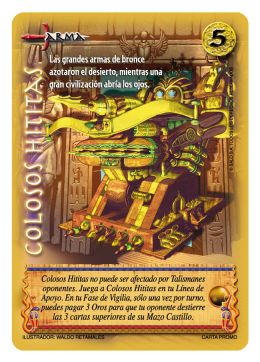 ARMA
5
Las grandes armas de bronce
azotaron el desierto, mientras una
gran civilización abría los ojos.
COLOSOS HITITAS
Colosos Hititas no puede ser afectado por Talismanes
oponentes. Juega a Colosos Hititas en tu Línea de
Apoyo. En tu Fase de Vigilia, sólo una vez por turno,
puedes pagar 3 Oros para que tu oponente destierre
las 3 cartas superiores de su Mazo Castillo.
ILUSTRADOR: WALDO RETAMALES
CARTA PROMO